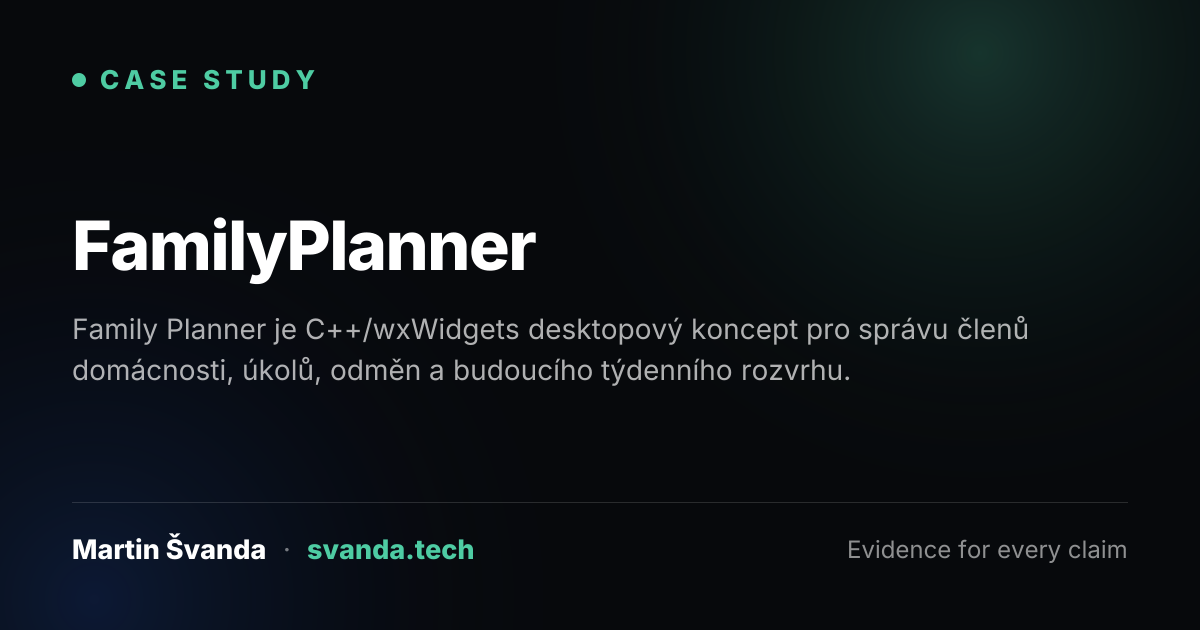 CASE STUDY
FamilyPlanner
Family Planner je C++/wxWidgets desktopový koncept pro správu členů
domácnosti, úkolů, odměn a budoucího týdenního rozvrhu.
Martin Švanda · svanda.tech
Evidence for every claim